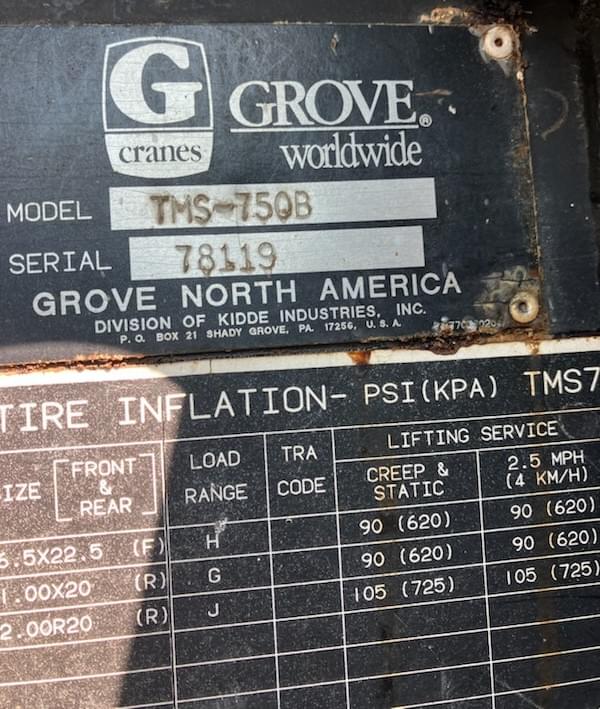 G
cranes
GROVE®
worldwide
MODEL TMS-750B
SERIAL 78119
GROVE NORTH AMERICA
DIVISION OF KIDDE INDUSTRIES, INC.
P. O. BOX 21 SHADY GROVE, PA. 17256, U. S. A.
TIRE INFLATION- PSI(KPA) TMS7
LIFTING SERVICE
IZE FRONT & REAR
LOAD RANGE
TRA CODE
CREEP & STATIC
2.5 MPH (4 KM/H)
6.5X22.5 (F) H 90 (620) 90 (620)
1.00X20 (R) G 90 (620) 90 (620)
2.00R20 (R) J 105 (725) 105 (725)